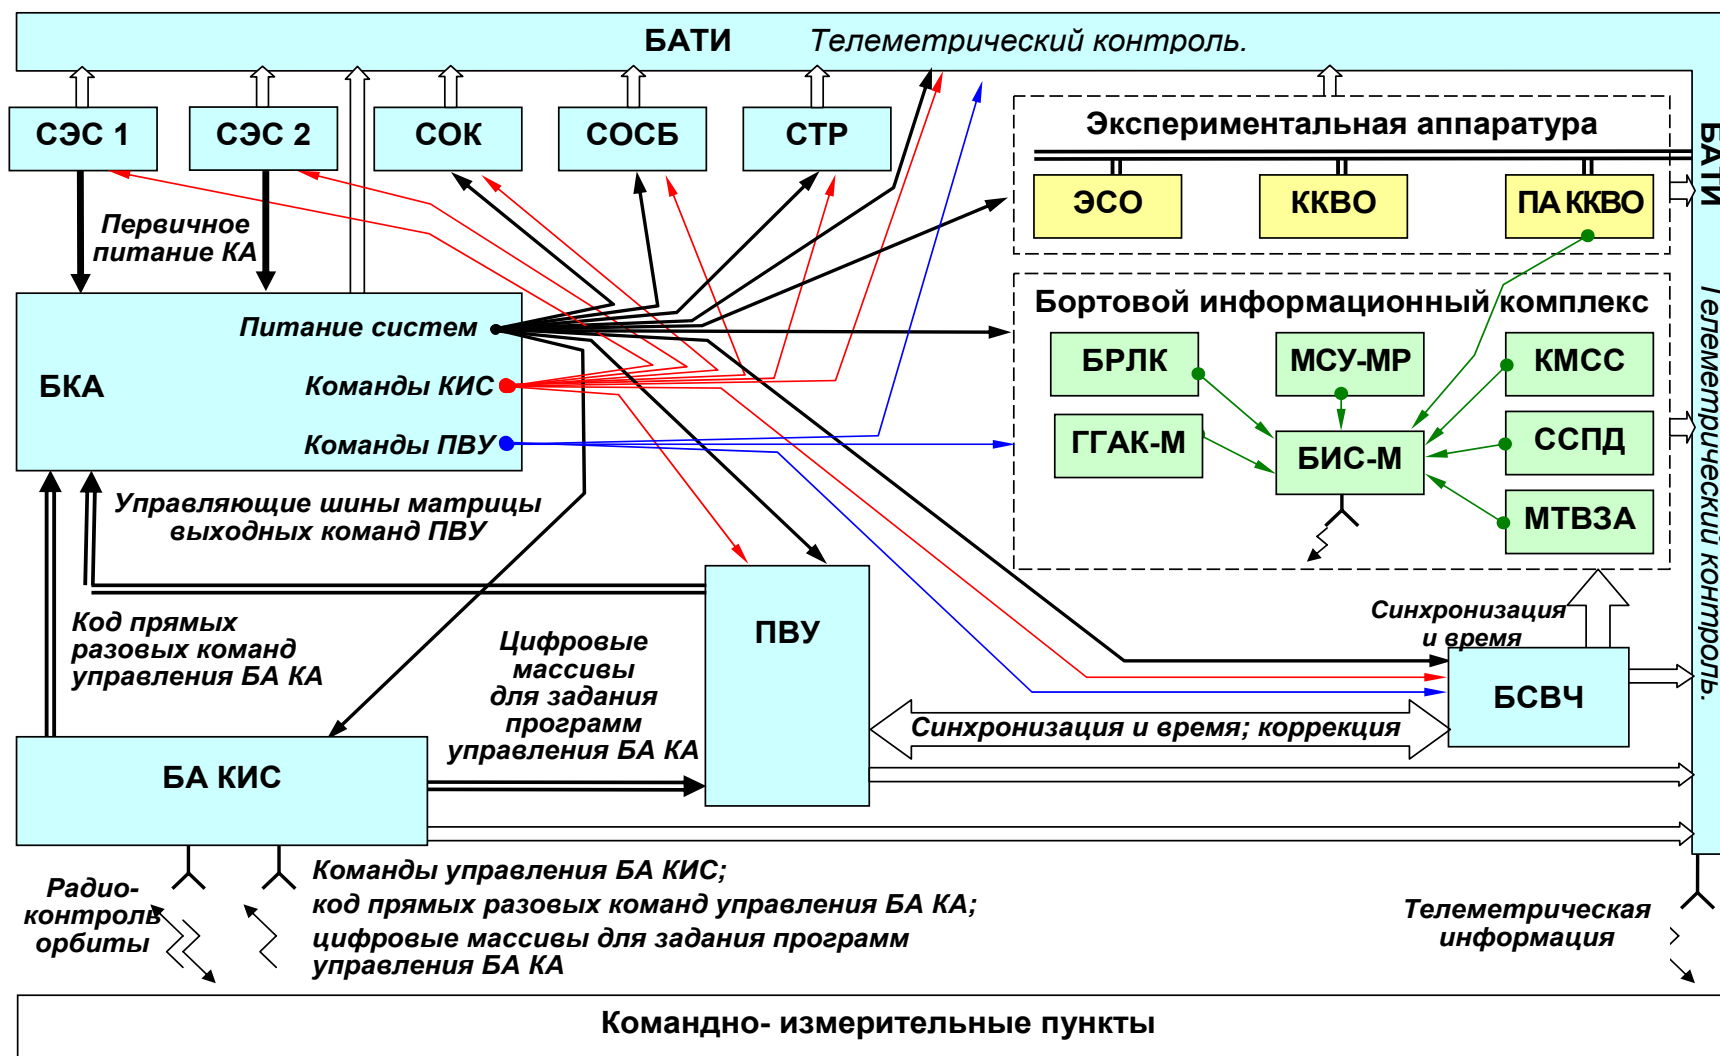 БАТИ Телеметрический контроль.
СЭС 1
СЭС 2
СОК
СОСБ
СТР
Экспериментальная аппаратура
ЭСО
ККВО
ПА ККВО
БАТИ
Телеметрический контроль.
Первичное
питание КА
Бортовой информационный комплекс
БРЛК
МСУ-МР
КМСС
ГГАК-М
БИС-М
ССПД
МТВЗА
БКА
Питание систем
Команды КИС
Команды ПВУ
Управляющие шины матрицы
выходных команд ПВУ
Код прямых
разовых команд
управления БА КА
Цифровые
массивы
для задания
программ
управления БА КА
ПВУ
Синхронизация
и время
БСВЧ
Синхронизация и время; коррекция
БА КИС
Радио-
контроль
орбиты
Команды управления БА КИС;
код прямых разовых команд управления БА КА;
цифровые массивы для задания программ
управления БА КА
Телеметрическая
информация
Командно- измерительные пункты